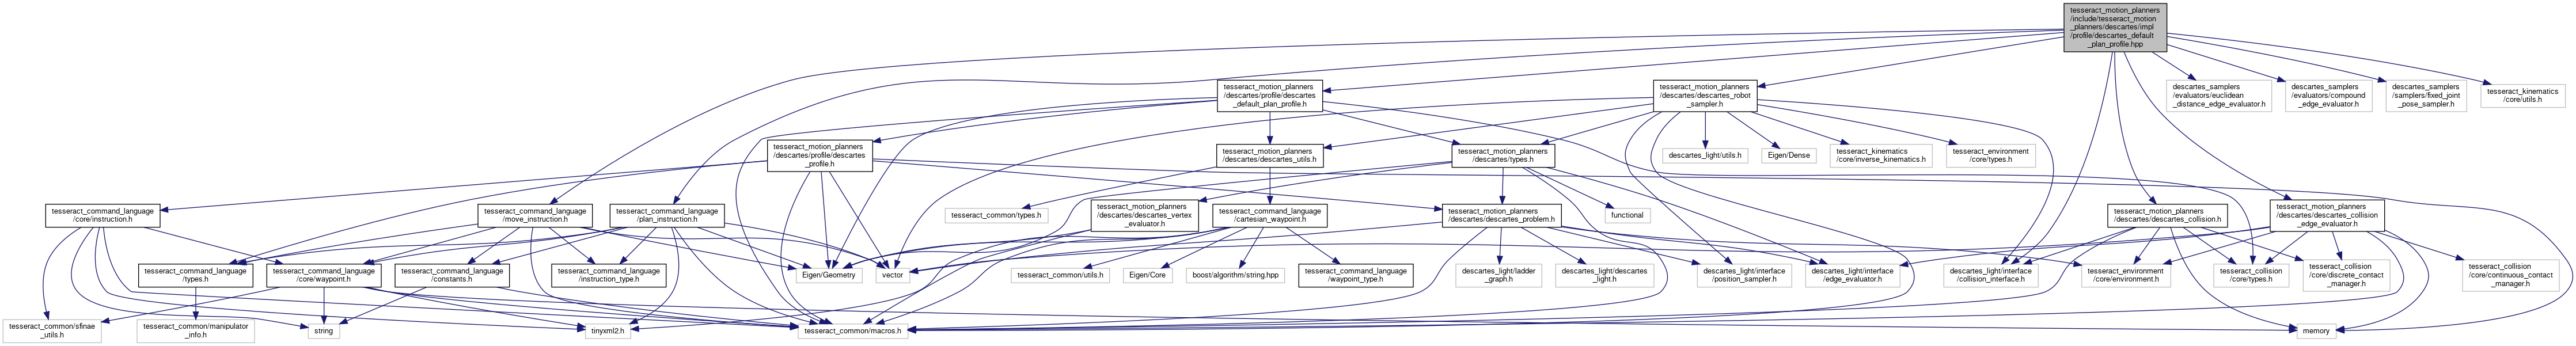 tesseract_motion_planners
/include/tesseract_motion
_planners/descartes/impl
/profile/descartes_default
_plan_profile.hpp
tesseract_motion_planners
/descartes/profile/descartes
_default_plan_profile.h
tesseract_motion_planners
/descartes/descartes_robot
_sampler.h
descartes_samplers
/evaluators/euclidean
_distance_edge_evaluator.h
descartes_samplers
/evaluators/compound
_edge_evaluator.h
descartes_samplers
/samplers/fixed_joint
_pose_sampler.h
tesseract_kinematics
/core/utils.h
tesseract_motion_planners
/descartes/profile/descartes
_profile.h
tesseract_motion_planners
/descartes/descartes_utils.h
tesseract_motion_planners
/descartes/types.h
descartes_light/utils.h
Eigen/Dense
tesseract_kinematics
/core/inverse_kinematics.h
tesseract_environment
/core/types.h
tesseract_command_language
/core/instruction.h
tesseract_command_language
/move_instruction.h
tesseract_command_language
/plan_instruction.h
tesseract_common/types.h
tesseract_motion_planners
/descartes/descartes_vertex
_evaluator.h
tesseract_command_language
/cartesian_waypoint.h
tesseract_motion_planners
/descartes/descartes_problem.h
functional
tesseract_motion_planners
/descartes/descartes_collision.h
tesseract_motion_planners
/descartes/descartes_collision
_edge_evaluator.h
tesseract_command_language
/types.h
tesseract_command_language
/core/waypoint.h
tesseract_command_language
/constants.h
tesseract_command_language
/instruction_type.h
Eigen/Geometry
vector
tesseract_common/utils.h
Eigen/Core
boost/algorithm/string.hpp
tesseract_command_language
/waypoint_type.h
descartes_light/ladder
_graph.h
descartes_light/descartes
_light.h
descartes_light/interface
/position_sampler.h
descartes_light/interface
/edge_evaluator.h
descartes_light/interface
/collision_interface.h
tesseract_environment
/core/environment.h
tesseract_collision
/core/types.h
tesseract_collision
/core/discrete_contact
_manager.h
tesseract_collision
/core/continuous_contact
_manager.h
tesseract_common/sfinae
_utils.h
tesseract_common/manipulator
_info.h
string
tinyxml2.h
tesseract_common/macros.h
memory